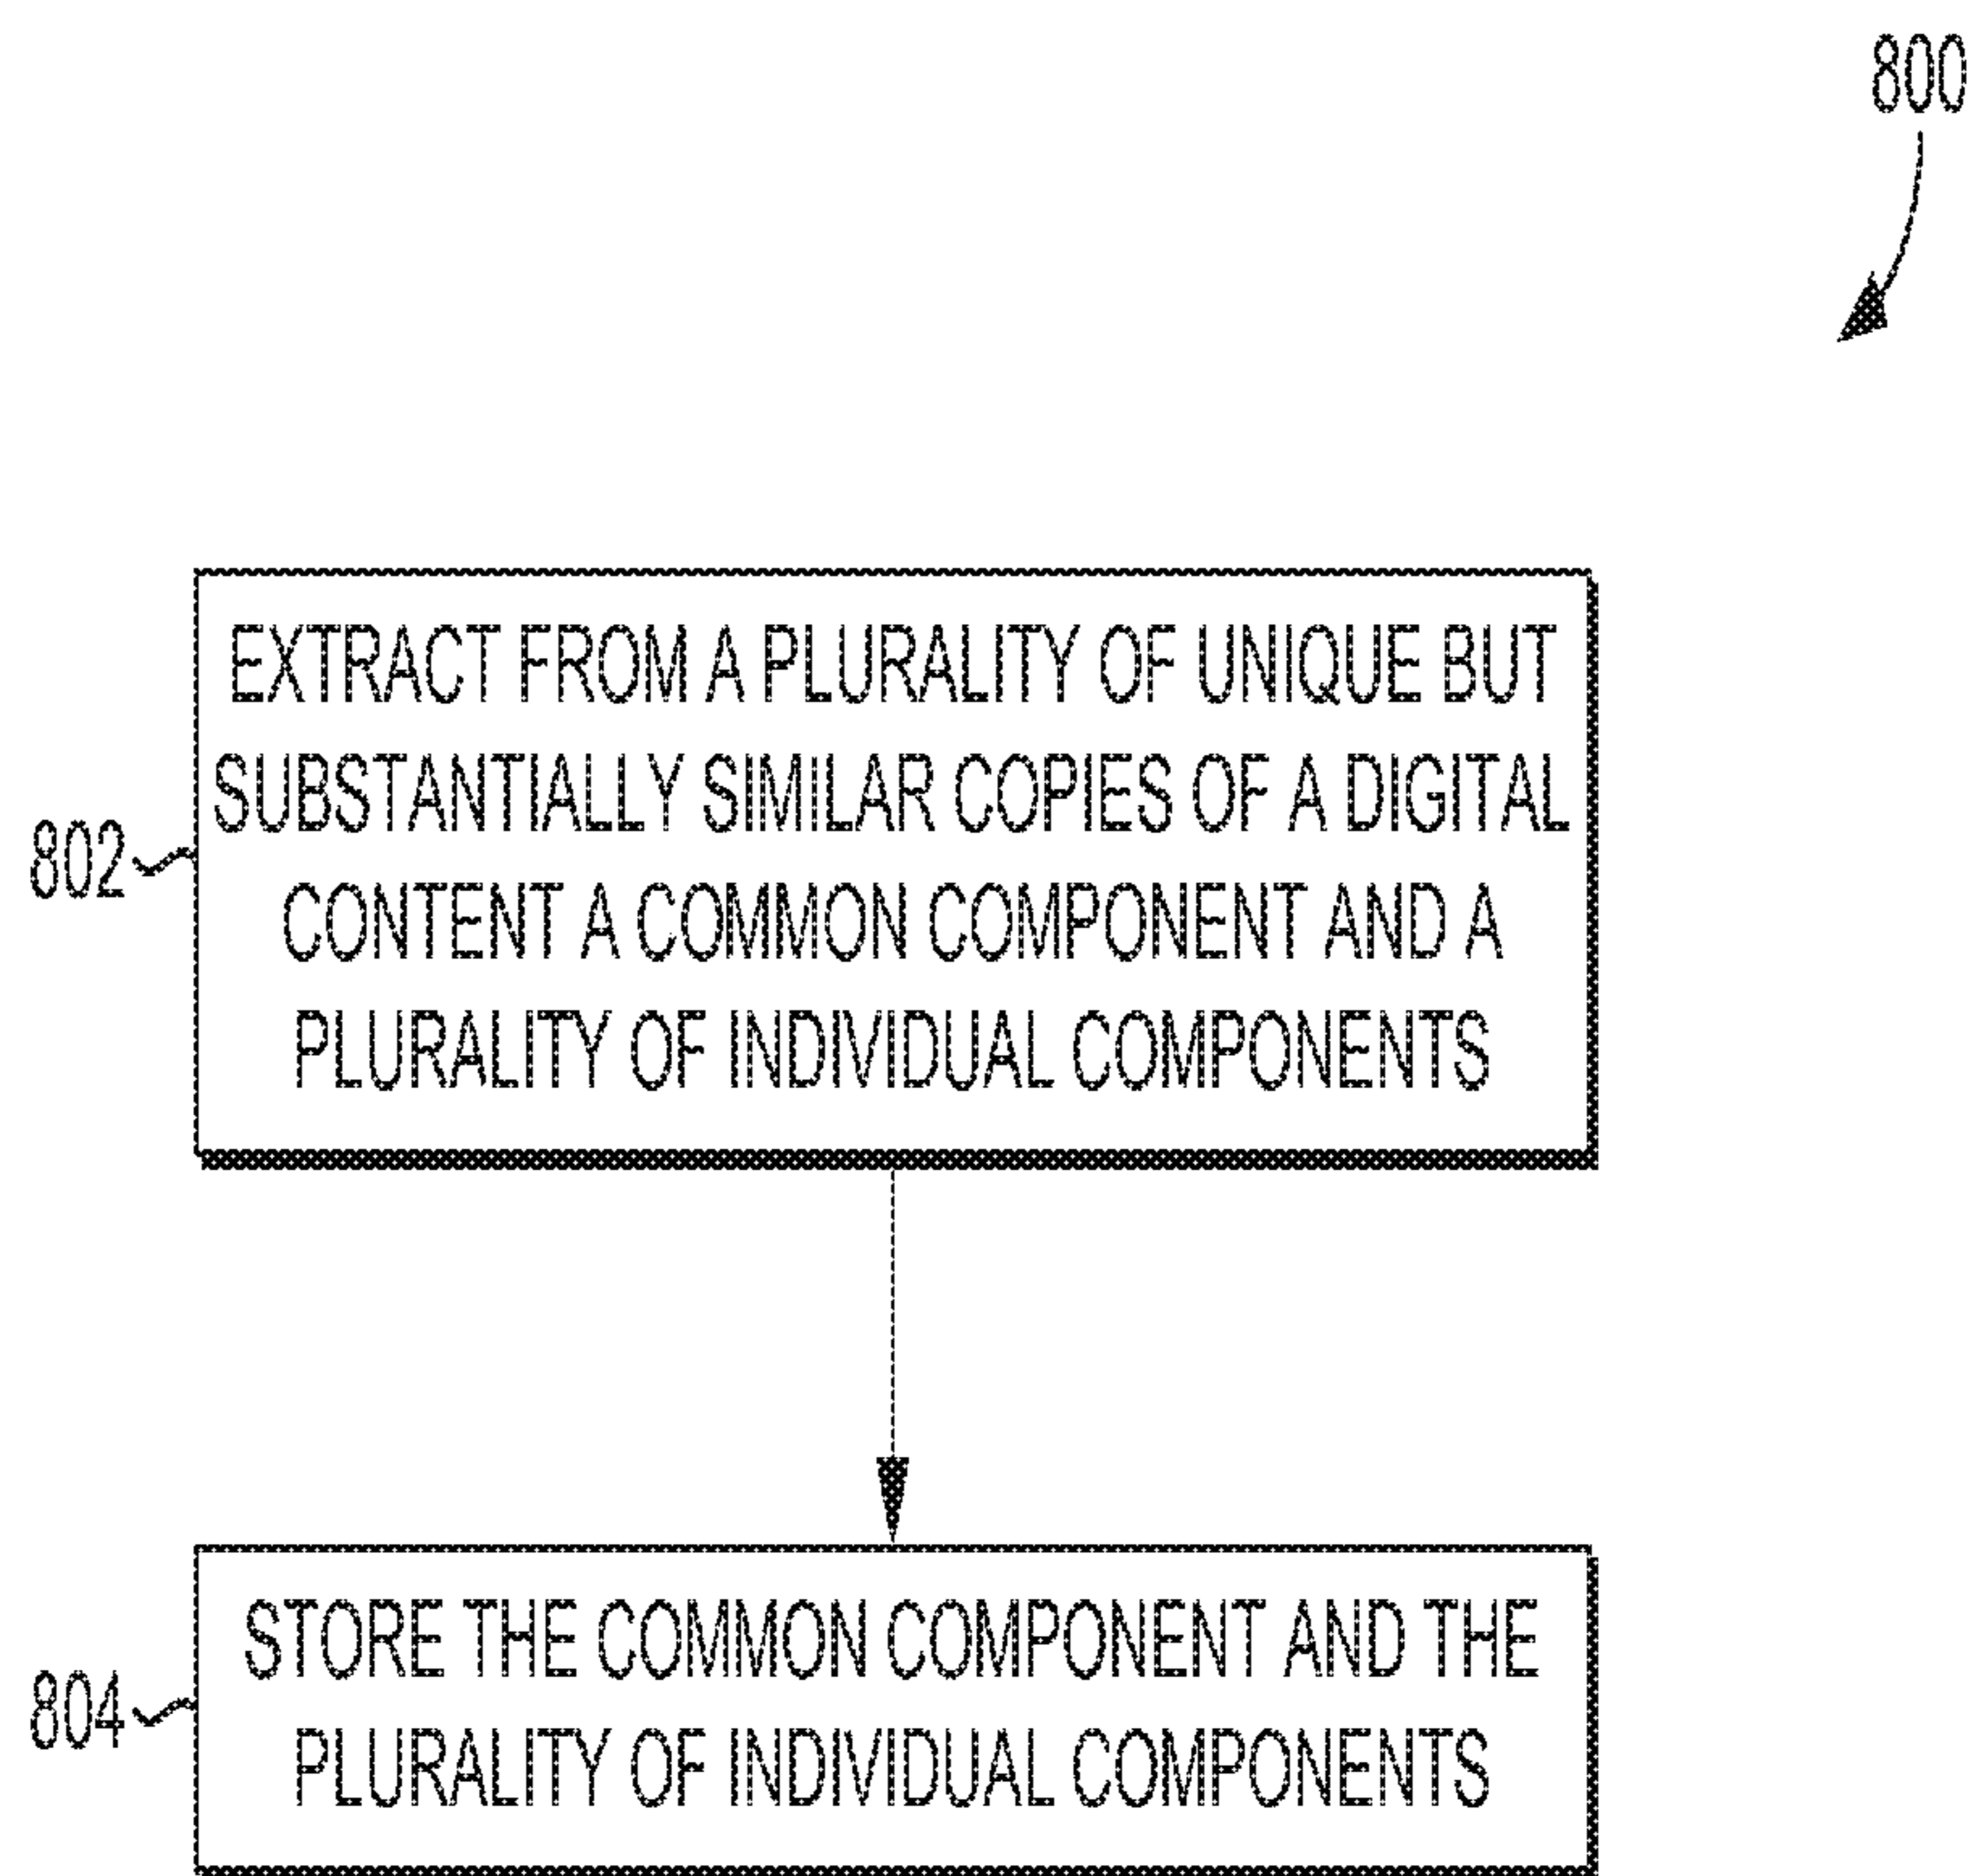 800
EXTRACT FROM A PLURALITY OF UNIQUE BUT
SUBSTANTIALLY SIMILAR COPIES OF A DIGITAL
CONTENT A COMMON COMPONENT AND A
PLURALITY OF INDIVIDUAL COMPONENTS
802
STORE THE COMMON COMPONENT AND THE
PLURALITY OF INDIVIDUAL COMPONENTS
804